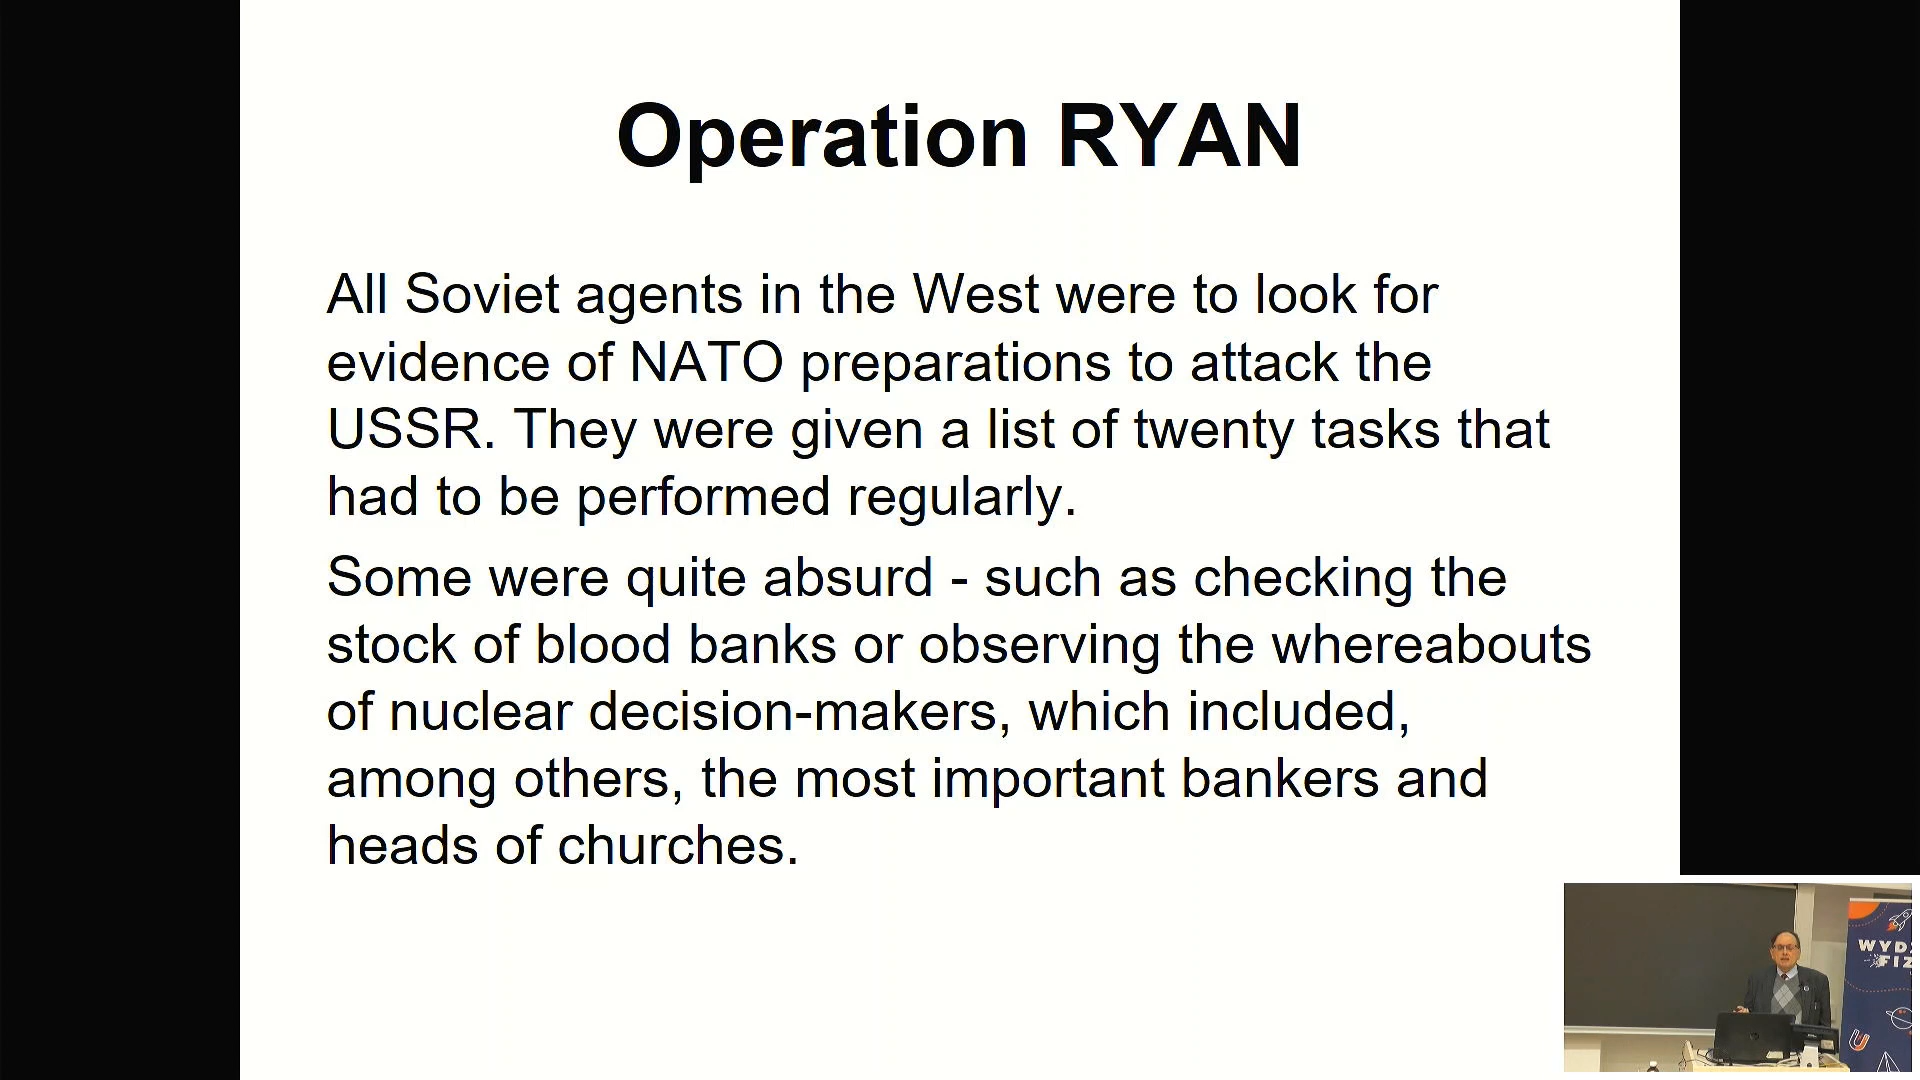 Operation RYAN
All Soviet agents in the West were to look for
evidence of NATO preparations to attack the
USSR. They were given a list of twenty tasks that
had to be performed regularly.
Some were quite absurd - such as checking the
stock of blood banks or observing the whereabouts
of nuclear decision-makers, which included,
among others, the most important bankers and
heads of churches.
WYDZ
FIZ